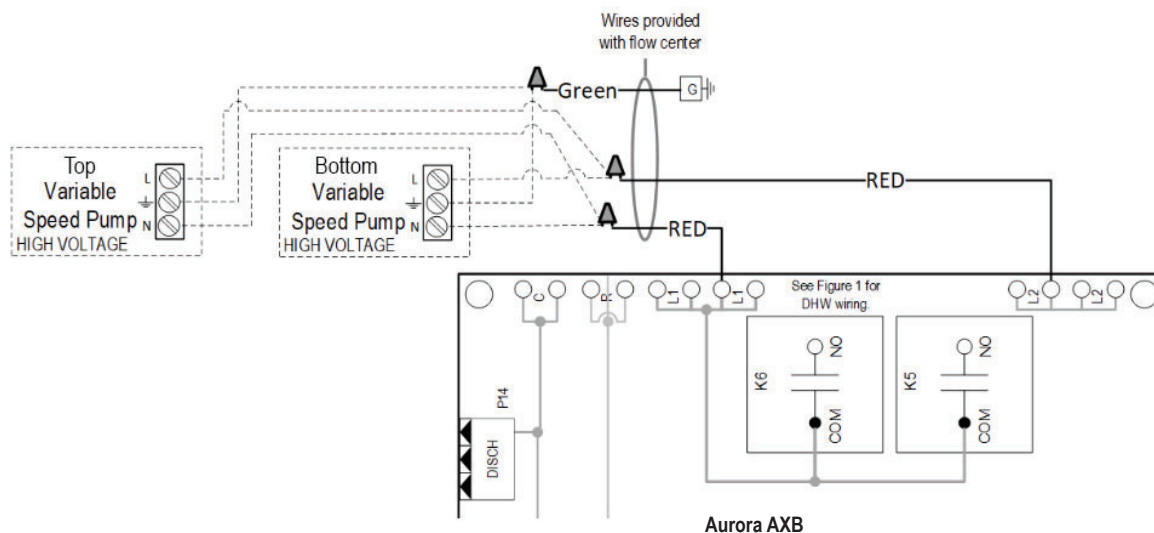 Wires provided
with flow center
Green
G
Top
Variable
Speed Pump
HIGH VOLTAGE
L
N
Bottom
Variable
Speed Pump
HIGH VOLTAGE
L
N
RED
RED
C
R
L1
L1
See Figure 1 for
DHW wiring.
L2
L2
K6
NO
COM
K5
NO
COM
P14
DISCH
Aurora AXB